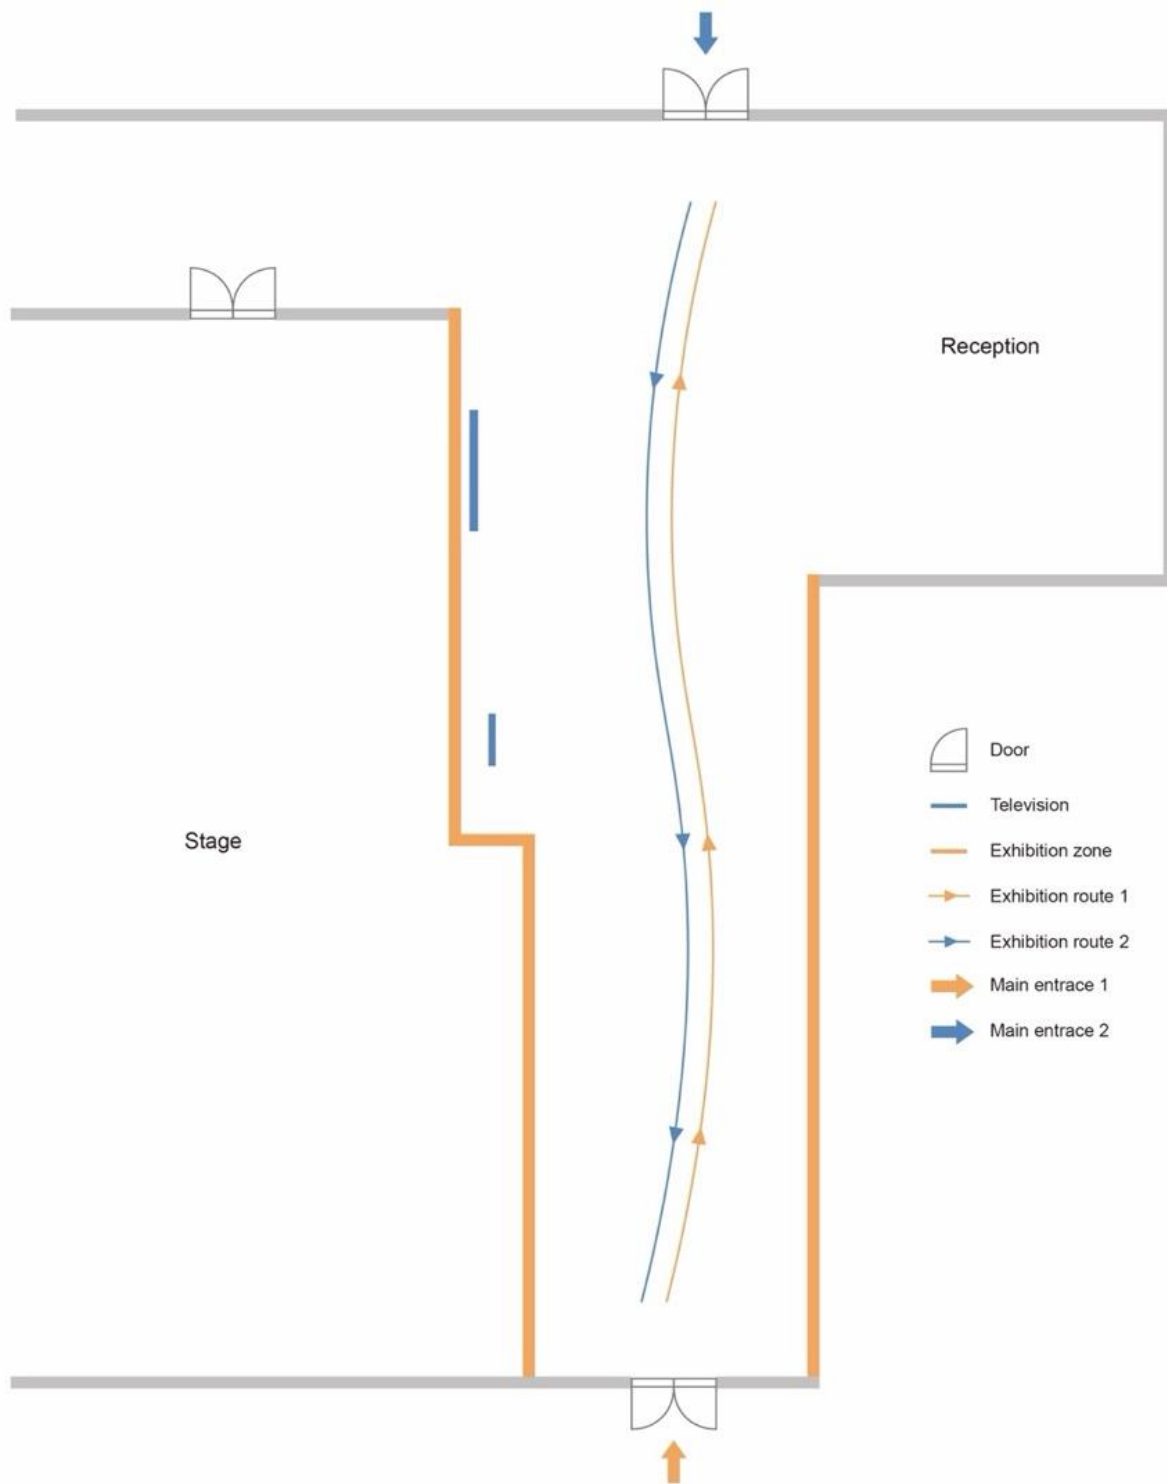 Reception
Stage
Door
Television
Exhibition zone
Exhibition route 1
Exhibition route 2
Main entrace 1
Main entrace 2